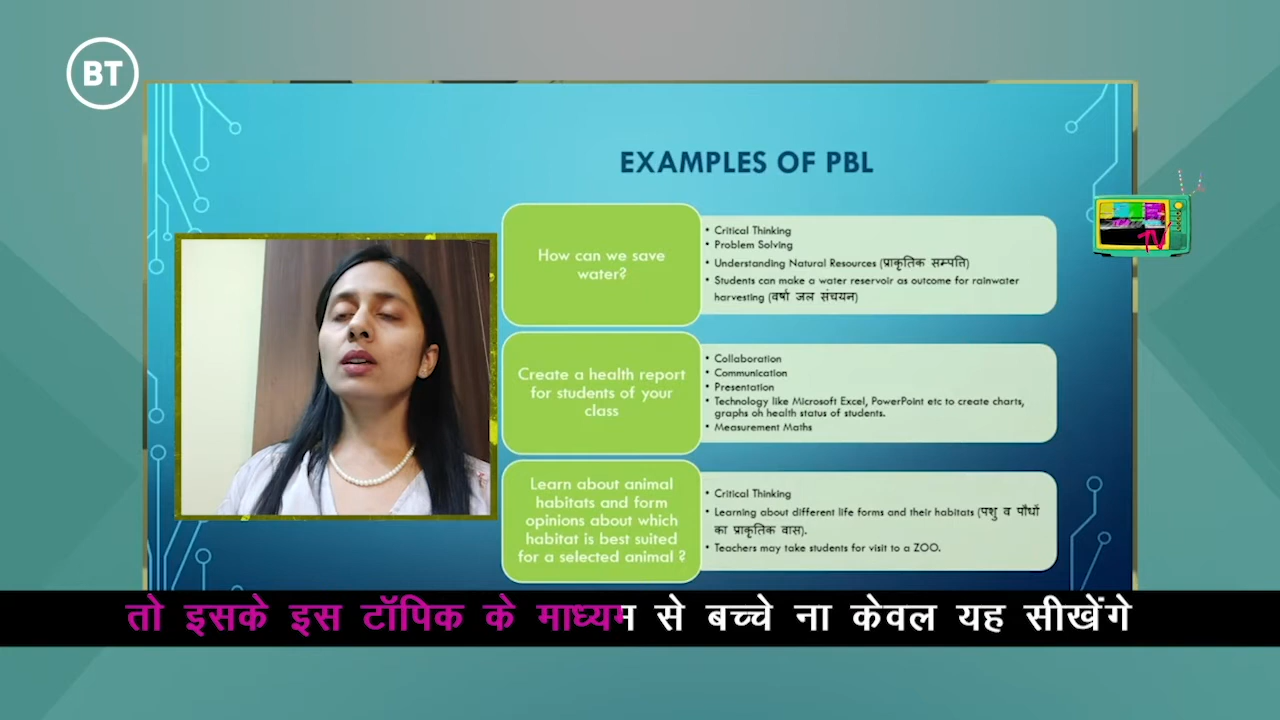 BT
EXAMPLES OF PBL
How can we save
water?
• Critical Thinking
• Problem Solving
• Understanding Natural Resources (प्राकृतिक सम्पत्ति)
• Students can make a water reservoir as outcome for rainwater
harvesting (वर्षा जल संचयन)
Create a health report
for students of your
class
• Collaboration
• Communication
• Presentation
• Technology like Microsoft Excel, PowerPoint etc to create charts,
graphs oh health status of students.
• Measurement Maths
Learn about animal
habitats and form
opinions about which
habitat is best suited
for a selected animal ?
• Critical Thinking
• Learning about different life forms and their habitats (पशु व पौधों
का प्राकृतिक वास).
• Teachers may take students for visit to a ZOO.
TV
तो इसके इस टॉपिक के माध्यम से बच्चे ना केवल यह सीखेंगे